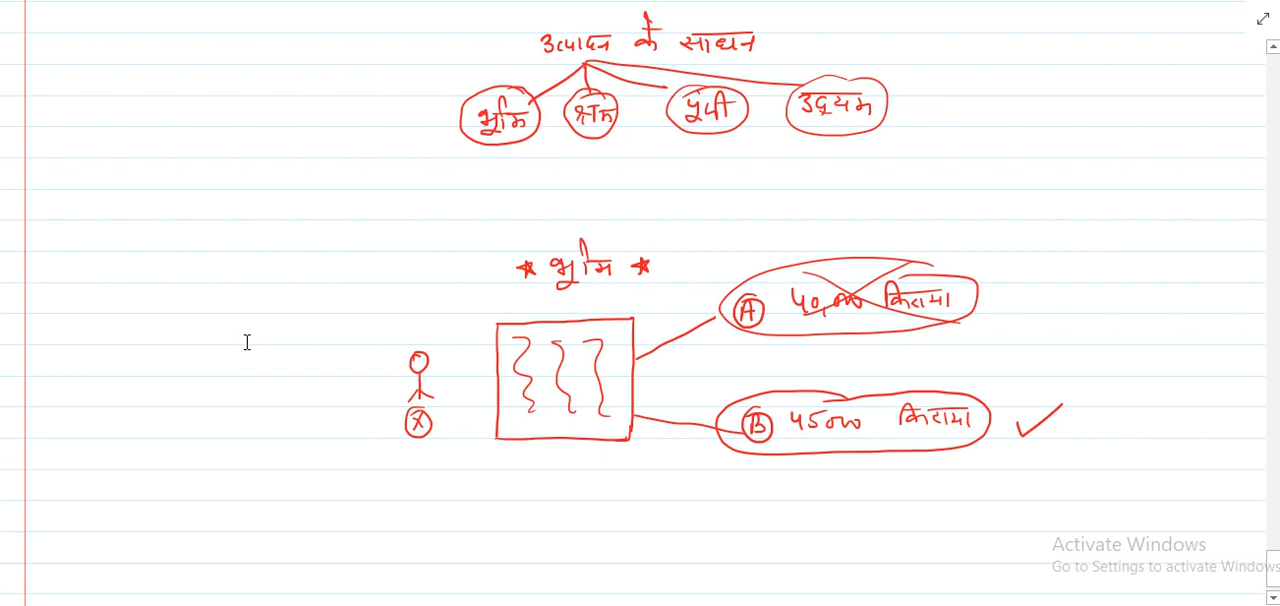 उत्पादन के साधन
भूमि श्रम पूंजी उद्यम
* भूमि *
A 40,000 किराया
X B 45000 किराया
Activate Windows
Go to Settings to activate Windows